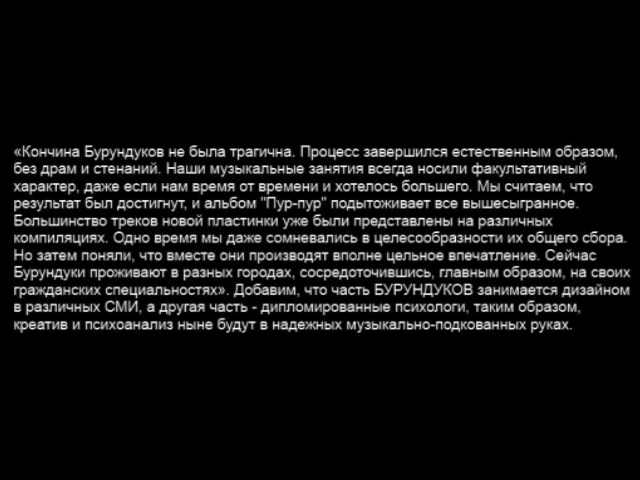 «Кончина Бурундуков не была трагична. Процесс завершился естественным образом,
без драм и стенаний. Наши музыкальные занятия всегда носили факультативный
характер, даже если нам время от времени и хотелось большего. Мы считаем, что
результат был достигнут, и альбом "Пур-пур" подытоживает все вышесыгранное.
Большинство треков новой пластинки уже были представлены на различных
компиляциях. Одно время мы даже сомневались в целесообразности их общего сбора.
Но затем поняли, что вместе они производят вполне цельное впечатление. Сейчас
Бурундуки проживают в разных городах, сосредоточившись, главным образом, на своих
гражданских специальностях». Добавим, что часть БУРУНДУКОВ занимается дизайном
в различных СМИ, а другая часть - дипломированные психологи, таким образом,
креатив и психоанализ ныне будут в надежных музыкально-подкованных руках.